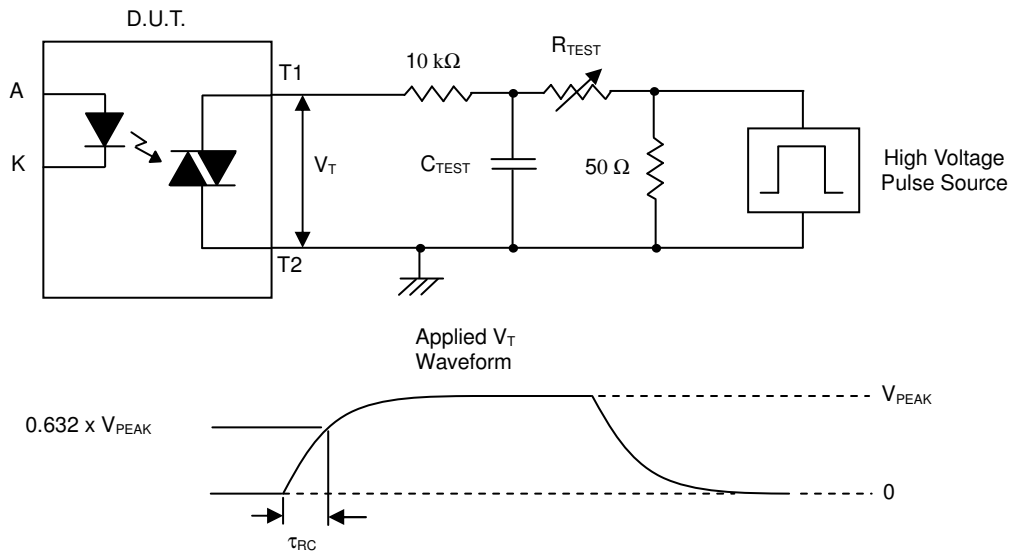 D.U.T.
A
K
T1
T2
V_T
10 kΩ
C_TEST
R_TEST
50 Ω
High Voltage
Pulse Source
Applied V_T
Waveform
0.632 x V_PEAK
V_PEAK
0
τ_RC